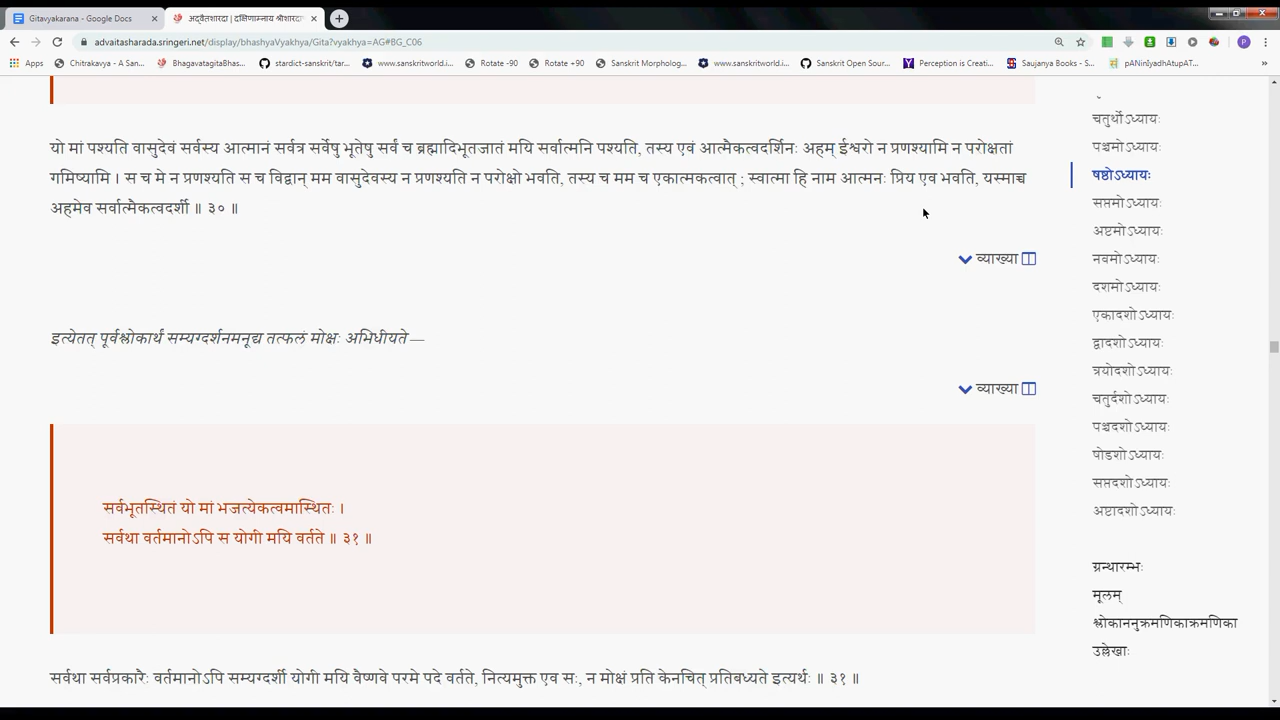 Gitavyakarana - Google Docs
अद्वैतशारदा | दक्षिणाम्नाय श्रीशारदा
advaitasharada.sringeri.net/display/bhashyaVyakhya/Gita?vyakhya=AG#BG_C06
Apps
Chitrakavya - A San...
BhagavatagitaBhas...
stardict-sanskrit/tar...
www.sanskritworld.i...
Rotate -90
Rotate +90
Sanskrit Morpholog...
www.sanskritworld.i...
Sanskrit Open Sour...
Perception is Creati...
Saujanya Books - S...
pANinIyadhAtupAT...
»
यो मां पश्यति वासुदेवं सर्वस्य आत्मानं सर्वत्र सर्वेषु भूतेषु सर्वं च ब्रह्मादिभूतजातं मयि सर्वात्मनि पश्यति, तस्य एवं आत्मैकत्वदर्शिनः अहम् ईश्वरो न प्रणश्यामि न परोक्षतां
गमिष्यामि । स च मे न प्रणश्यति स च विद्वान् मम वासुदेवस्य न प्रणश्यति न परोक्षो भवति, तस्य च मम च एकात्मकत्वात् ; स्वात्मा हि नाम आत्मनः प्रिय एव भवति, यस्माच्च
अहमेव सर्वात्मैकत्वदर्शी ॥ ३० ॥
व्याख्या
इत्येतत् पूर्वश्लोकार्थं सम्यग्दर्शनमनूद्य तत्फलं मोक्षः अभिधीयते —
व्याख्या
सर्वभूतस्थितं यो मां भजत्येकत्वमास्थितः ।
सर्वथा वर्तमानोऽपि स योगी मयि वर्तते ॥ ३१ ॥
सर्वथा सर्वप्रकारैः वर्तमानोऽपि सम्यग्दर्शी योगी मयि वैष्णवे परमे पदे वर्तते, नित्यमुक्त एव सः, न मोक्षं प्रति केनचित् प्रतिबध्यते इत्यर्थः ॥ ३१ ॥
चतुर्थोऽध्यायः
पञ्चमोऽध्यायः
षष्ठोऽध्यायः
सप्तमोऽध्यायः
अष्टमोऽध्यायः
नवमोऽध्यायः
दशमोऽध्यायः
एकादशोऽध्यायः
द्वादशोऽध्यायः
त्रयोदशोऽध्यायः
चतुर्दशोऽध्यायः
पञ्चदशोऽध्यायः
षोडशोऽध्यायः
सप्तदशोऽध्यायः
अष्टादशोऽध्यायः
ग्रन्थारम्भः
मूलम्
श्लोकाननुक्रमणिकाक्रमणिका
उल्लेखाः